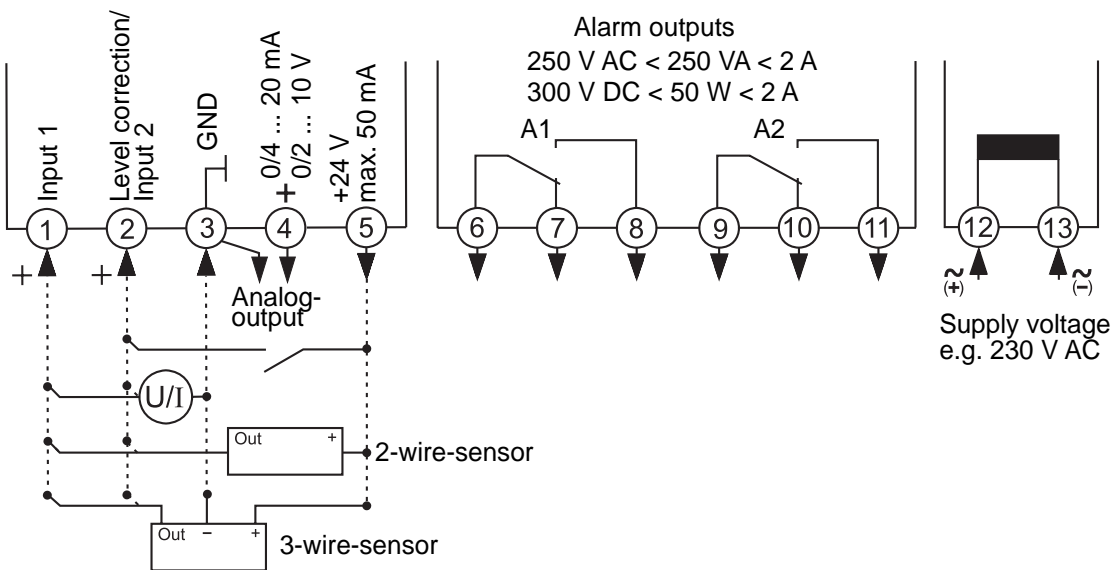 Alarm outputs
250 V AC < 250 VA < 2 A
300 V DC < 50 W < 2 A
Input 1
Level correction/
Input 2
GND
+ 0/4 ... 20 mA
0/2 ... 10 V
+24 V
max. 50 mA
A1
A2
1
2
3
4
5
6
7
8
9
10
11
12
13
+
+
Analog-
output
~
(+)
~
(–)
Supply voltage
e.g. 230 V AC
U/I
Out +
2-wire-sensor
Out – +
3-wire-sensor